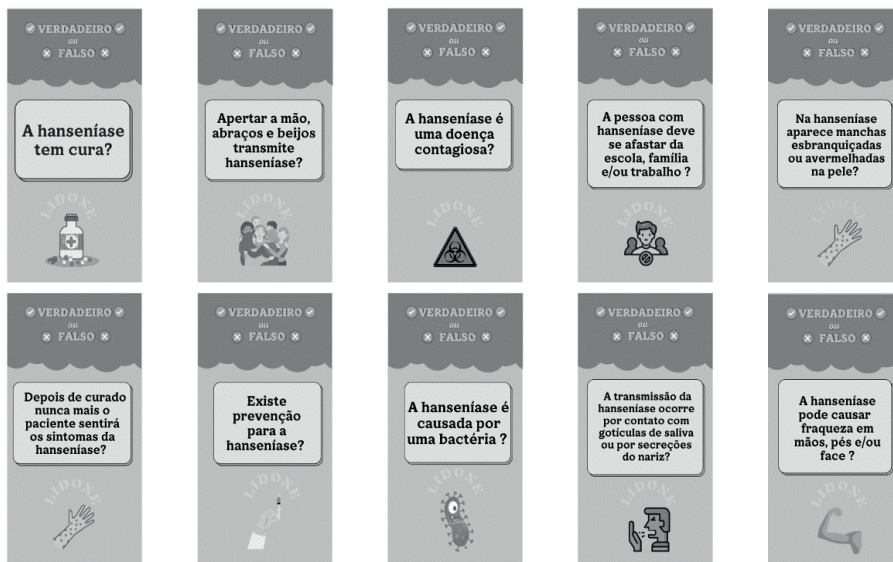 VERDADEIRO
ou
FALSO
A hanseníase
tem cura?
LIDONE
VERDADEIRO
ou
FALSO
Apertar a mão,
abraços e beijos
transmite
hanseníase?
LIDONE
VERDADEIRO
ou
FALSO
A hanseníase é
uma doença
contagiosa?
LIDONE
VERDADEIRO
ou
FALSO
A pessoa com
hanseníase deve
se afastar da
escola, família
e/ou trabalho ?
LIDONE
VERDADEIRO
ou
FALSO
Na hanseníase
aparece manchas
esbranquiçadas
ou avermelhadas
na pele?
LIDONE
VERDADEIRO
ou
FALSO
Depois de curado
nunca mais o
paciente sentirá
os sintomas da
hanseníase?
LIDONE
VERDADEIRO
ou
FALSO
Existe
prevenção
para a
hanseníase?
LIDONE
VERDADEIRO
ou
FALSO
A hanseníase é
causada por
uma bactéria ?
LIDONE
VERDADEIRO
ou
FALSO
A transmissão da
hanseníase ocorre
por contato com
gotículas de saliva
ou por secreções
do nariz?
LIDONE
VERDADEIRO
ou
FALSO
A hanseníase
pode causar
fraqueza em
mãos, pés e/ou
face ?
LIDONE